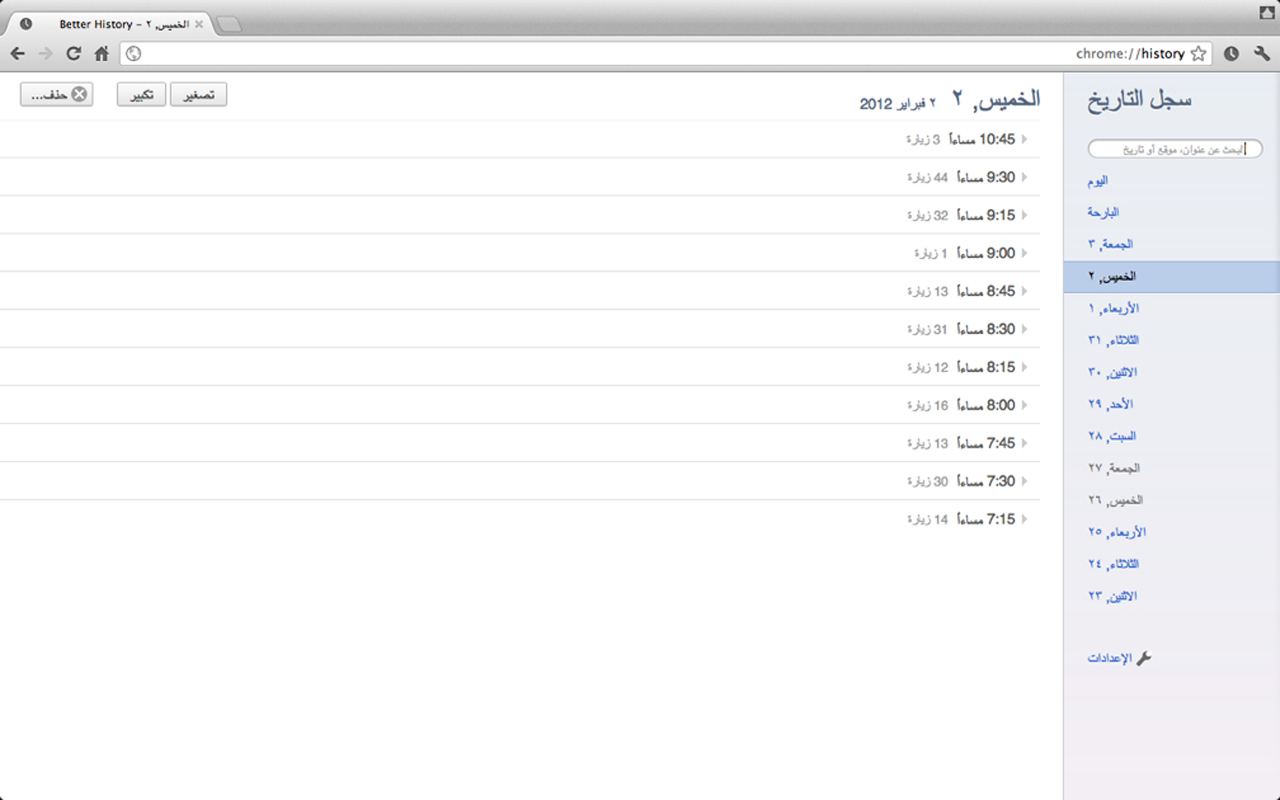 Better History – الخميس, ٢
chrome://history
سجل التاريخ
البحث عن عنوان، موقع أو تاريخ
اليوم
البارحة
الجمعة, ٣
الخميس, ٢
الأربعاء, ١
الثلاثاء, ٣١
الاثنين, ٣٠
الأحد, ٢٩
السبت, ٢٨
الجمعة, ٢٧
الخميس, ٢٦
الأربعاء, ٢٥
الثلاثاء, ٢٤
الاثنين, ٢٣
الإعدادات
الخميس, ٢ ٢ فبراير 2012
تصغير تكبير حذف...
10:45 مساءاً 3 زيارة
9:30 مساءاً 44 زيارة
9:15 مساءاً 32 زيارة
9:00 مساءاً 1 زيارة
8:45 مساءاً 13 زيارة
8:30 مساءاً 31 زيارة
8:15 مساءاً 12 زيارة
8:00 مساءاً 16 زيارة
7:45 مساءاً 13 زيارة
7:30 مساءاً 30 زيارة
7:15 مساءاً 14 زيارة